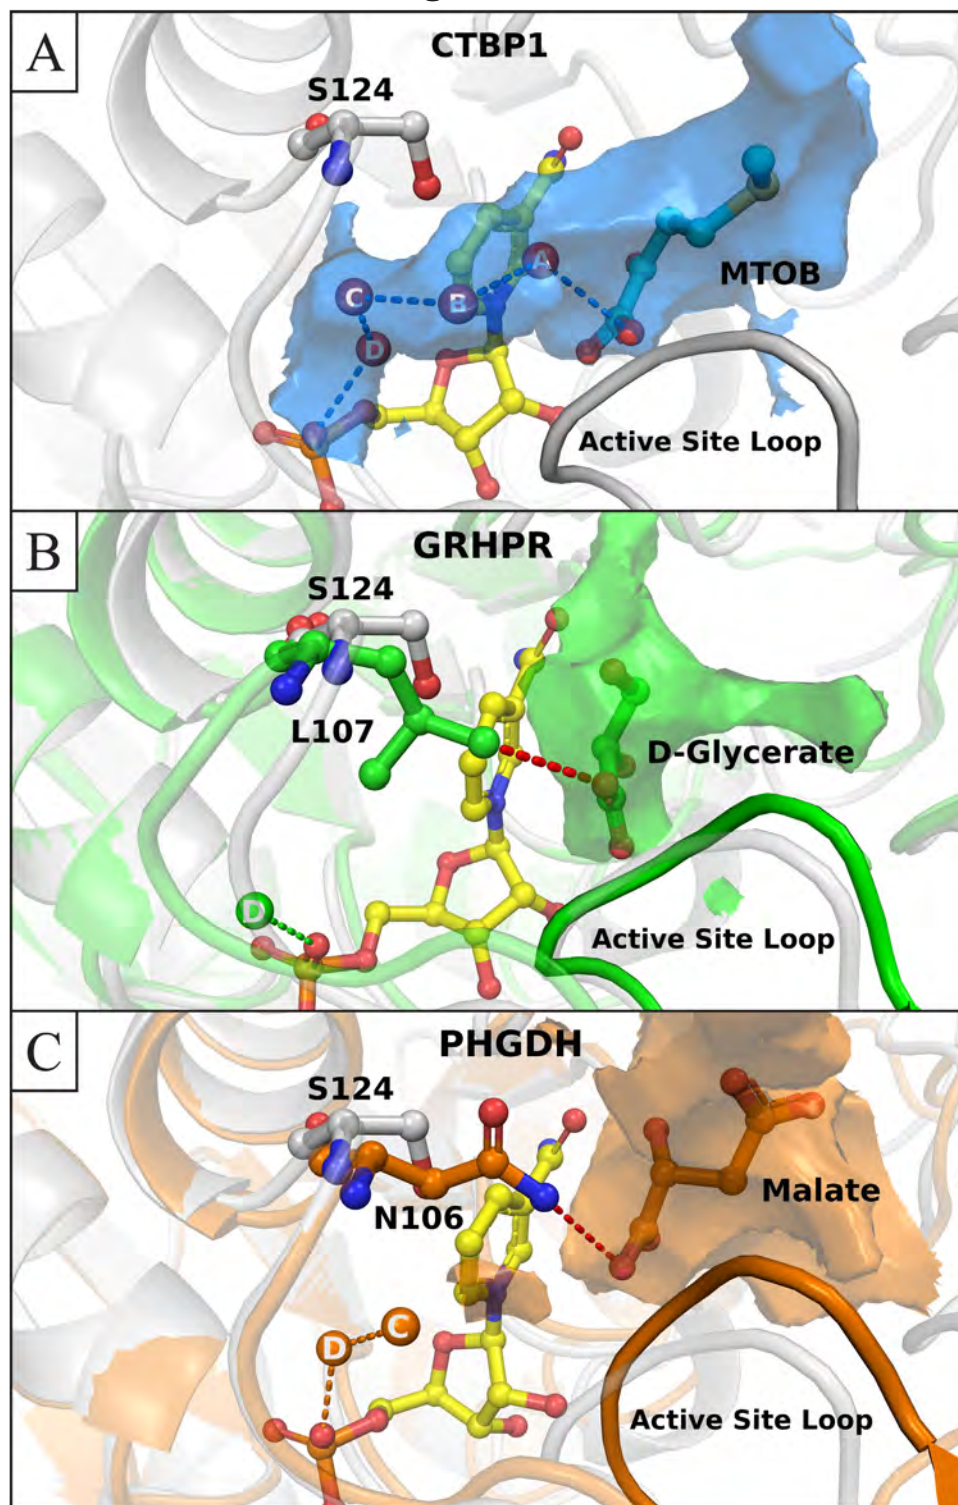 A
CTBP1
S124
A
C
B
MTOB
D
Active Site Loop
B
GRHPR
S124
L107
D-Glycerate
D
Active Site Loop
C
PHGDH
S124
N106
Malate
C
D
Active Site Loop